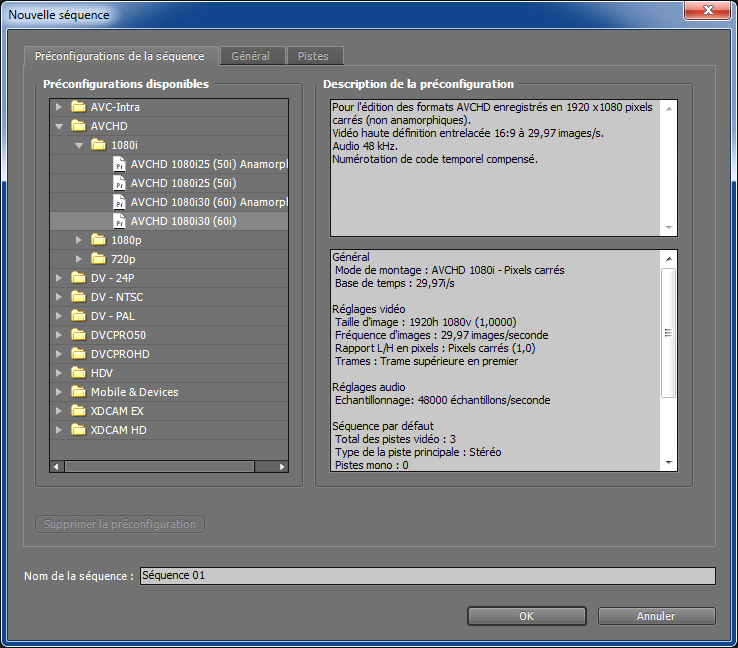 Nouvelle séquence
Préconfigurations de la séquence
Général
Pistes
Préconfigurations disponibles
AVC-Intra
AVCHD
1080i
AVCHD 1080i25 (50i) Anamorph
AVCHD 1080i25 (50i)
AVCHD 1080i30 (60i) Anamorph
AVCHD 1080i30 (60i)
1080p
720p
DV - 24P
DV - NTSC
DV - PAL
DVCPRO50
DVCPROHD
HDV
Mobile & Devices
XDCAM EX
XDCAM HD
Description de la préconfiguration
Pour l'édition des formats AVCHD enregistrés en 1920 x1080 pixels
carrés (non anamorphiques).
Vidéo haute définition entrelacée 16:9 à 29,97 images/s.
Audio 48 kHz.
Numérotation de code temporel compensé.
Général
Mode de montage : AVCHD 1080i - Pixels carrés
Base de temps : 29,97i/s
Réglages vidéo
Taille d'image : 1920h 1080v (1,0000)
Fréquence d'images : 29,97 images/seconde
Rapport L/H en pixels : Pixels carrés (1,0)
Trames : Trame supérieure en premier
Réglages audio
Echantillonnage: 48000 échantillons/seconde
Séquence par défaut
Total des pistes vidéo : 3
Type de la piste principale : Stéréo
Pistes mono : 0
Supprimer la préconfiguration
Nom de la séquence :
Séquence 01
OK
Annuler